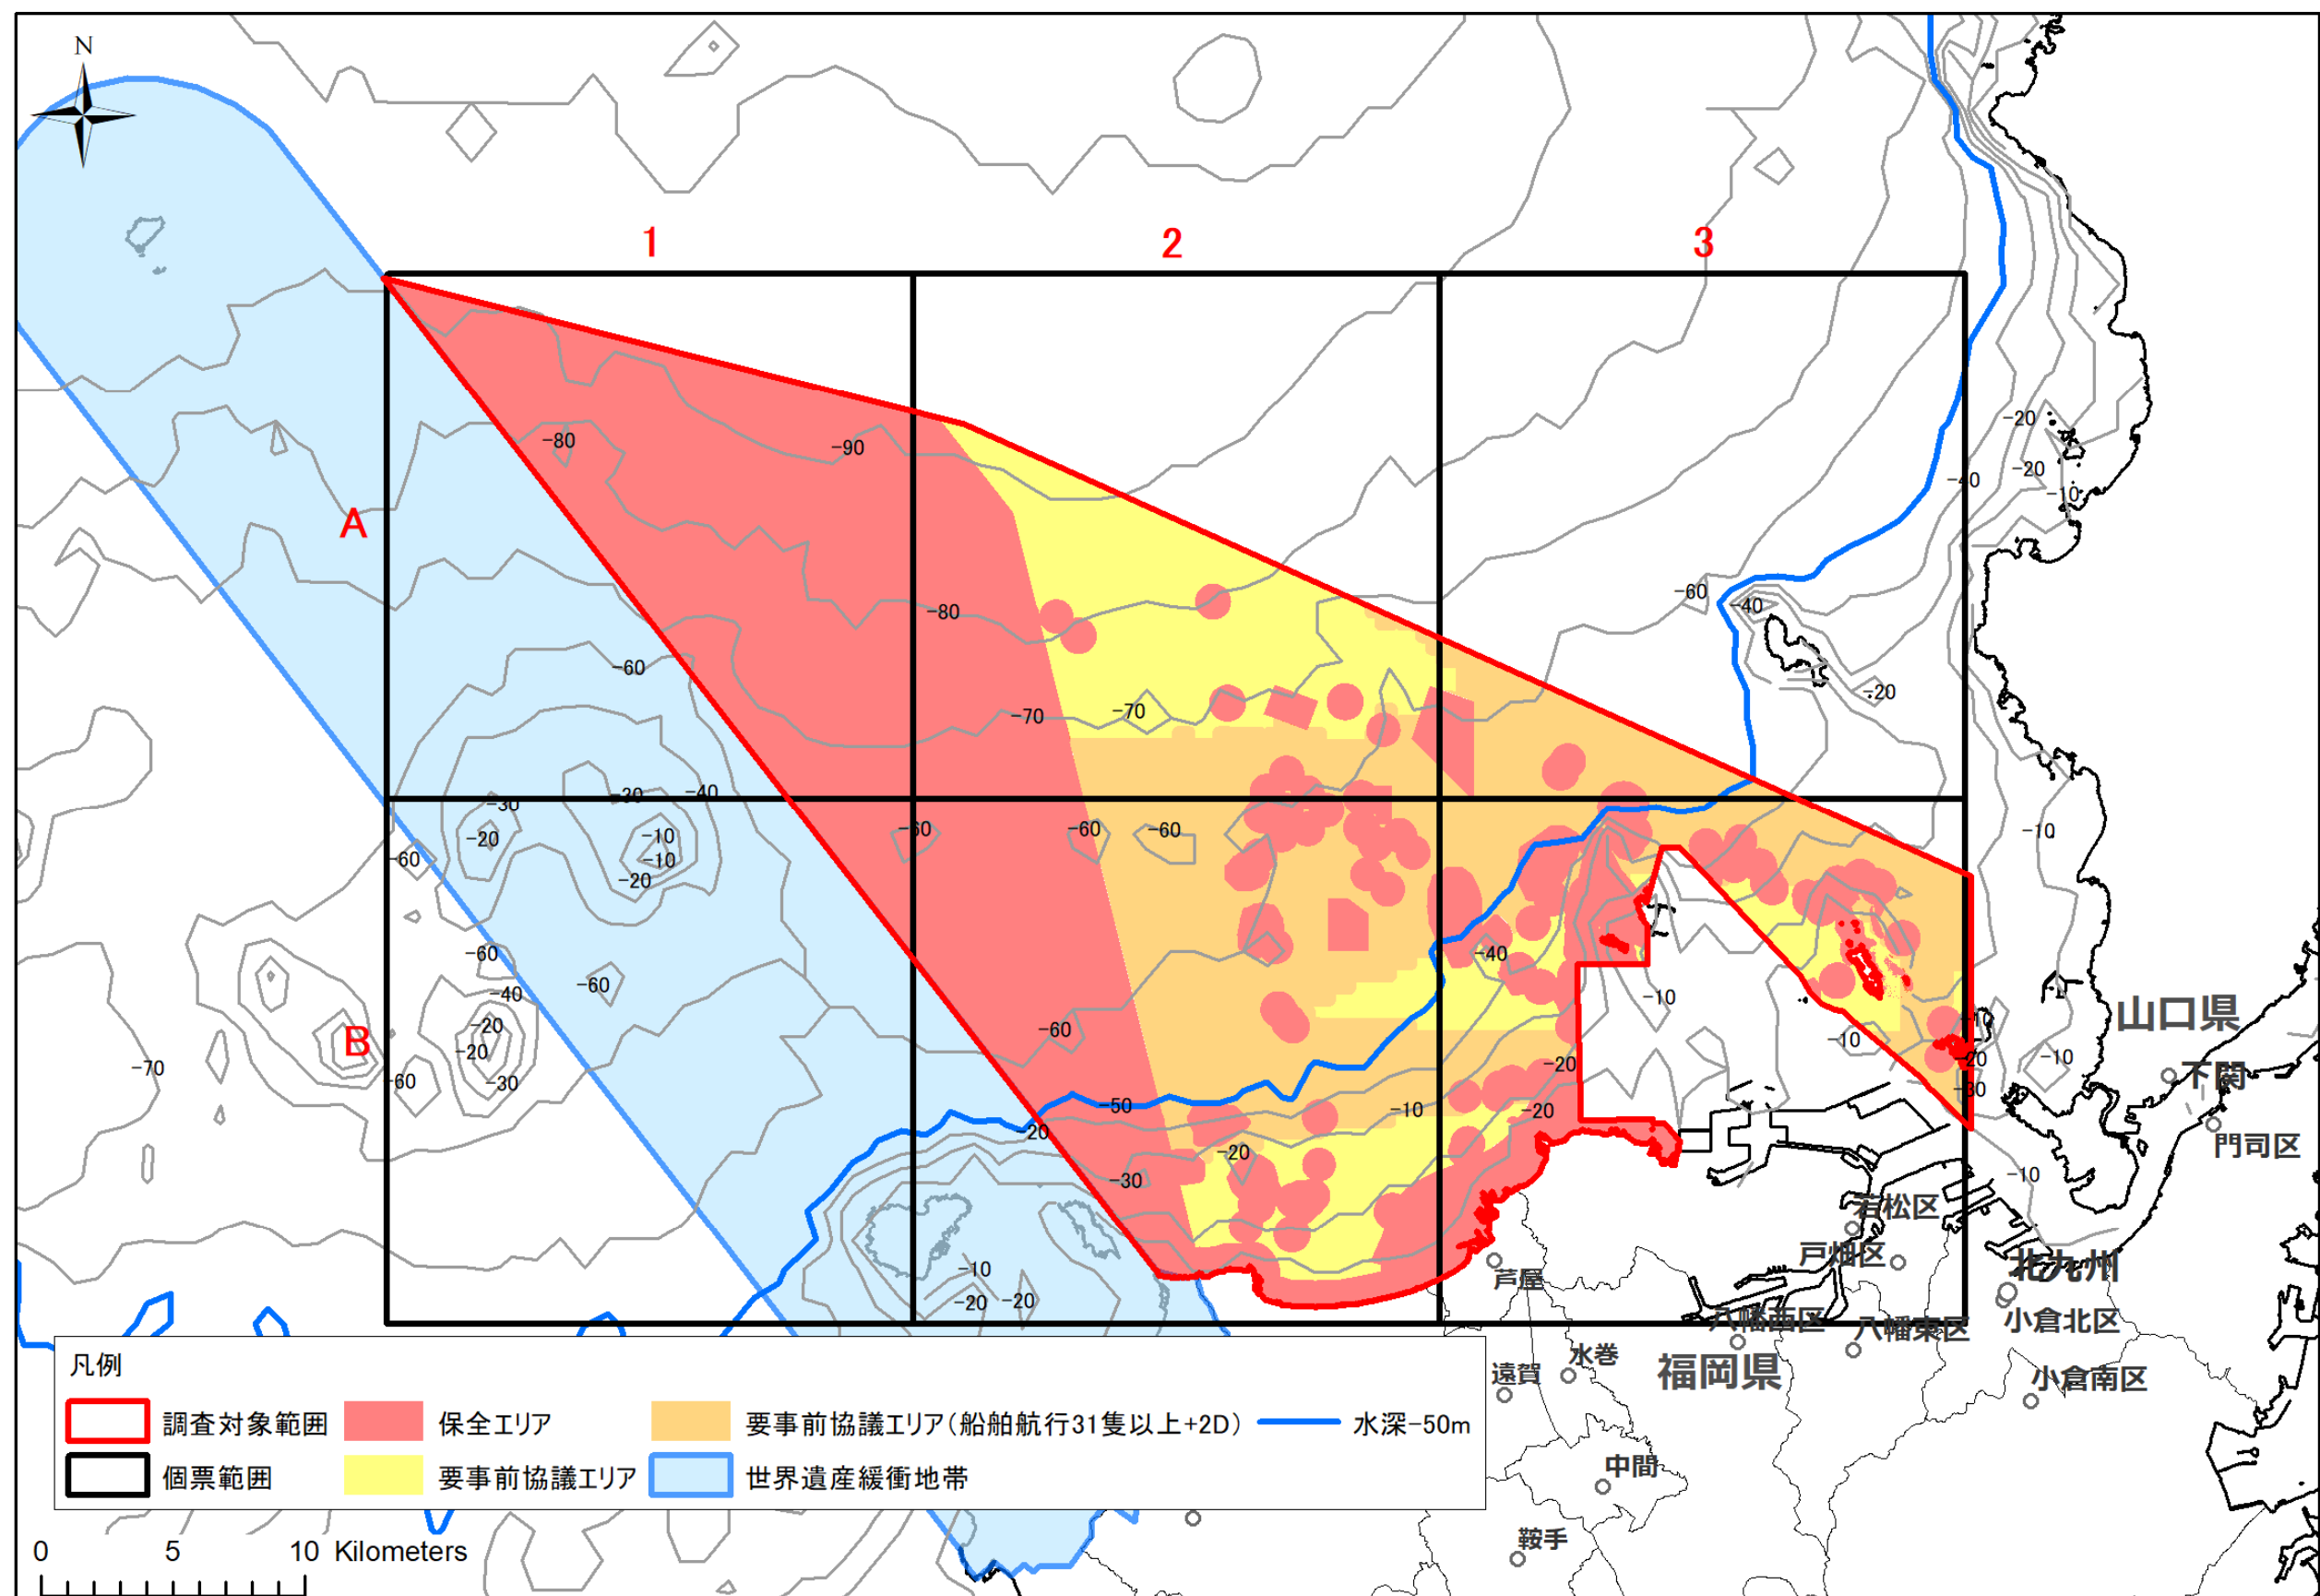 N
1
2
3
-20
-80
-90
-20
-40
-10
A
-80
-60
-40
-60
-20
-70
-70
-30
-30
-40
-60
-60
-60
-10
-20
-10
-60
-10
-20
-60
-40
-60
-40
-10
山口県
-20
-60
-10
B
-20
-10
-10
-70
-20
-20
下関
-60
-30
-30
-50
-10
-20
門司区
-20
-20
-30
-10
若松区
戸畑区
北九州
-10
芦屋
-20
-20
八幡西区
八幡東区
小倉北区
水巻
遠賀
福岡県
小倉南区
凡例
調査対象範囲
保全エリア
要事前協議エリア(船舶航行31隻以上+2D)
水深-50m
個票範囲
要事前協議エリア
世界遺産緩衝地帯
中間
鞍手
0
5
10 Kilometers